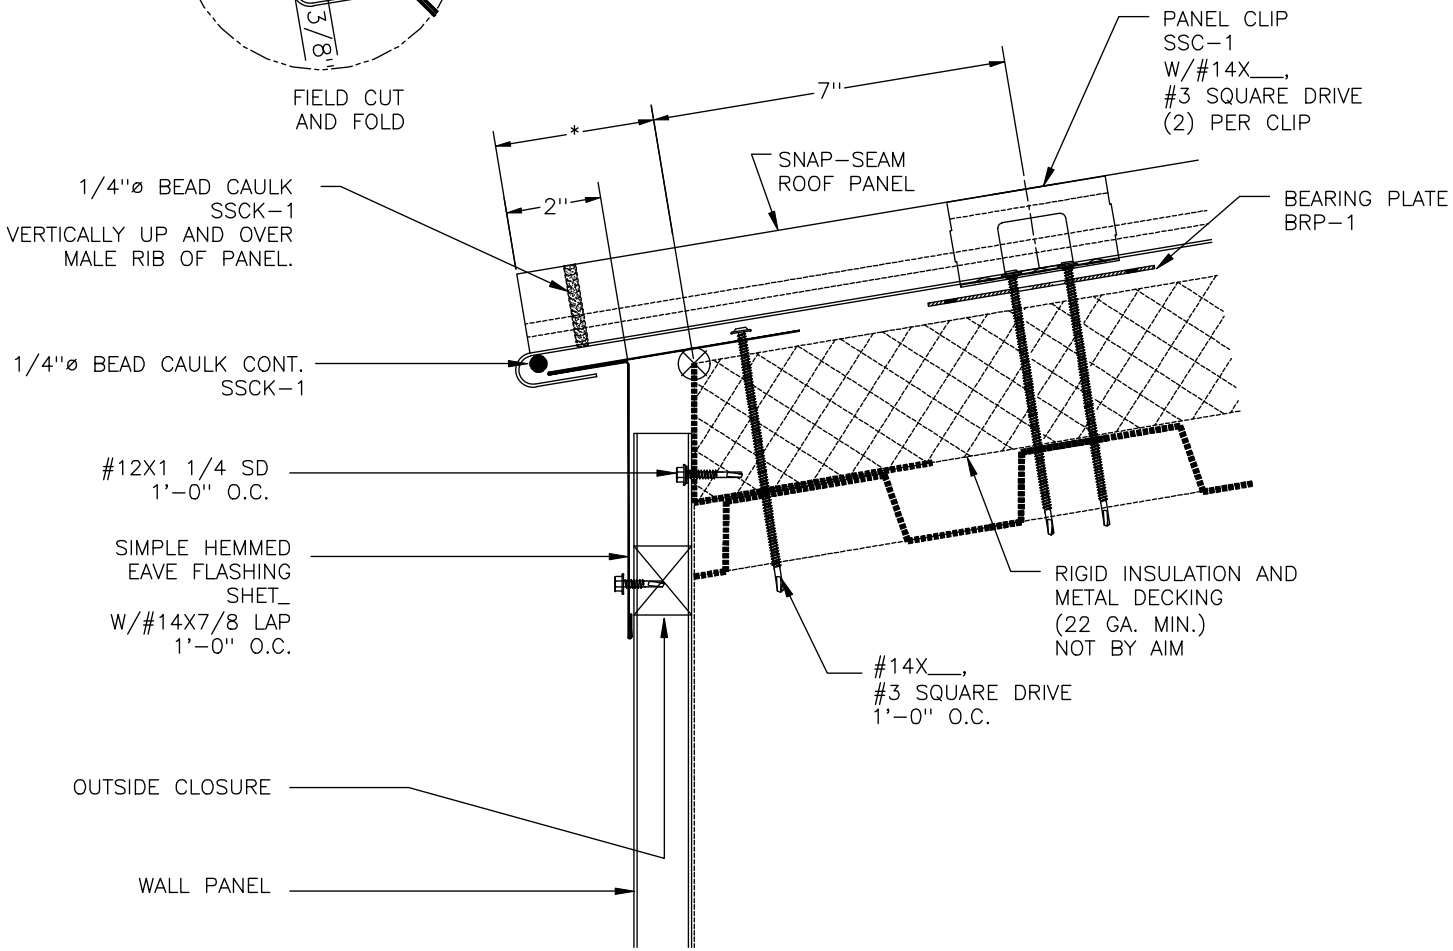 3/8"
FIELD CUT
AND FOLD
PANEL CLIP
SSC-1
W/#14X___,
#3 SQUARE DRIVE
(2) PER CLIP
7"
*
SNAP-SEAM
ROOF PANEL
1/4"ø BEAD CAULK
SSCK-1
VERTICALLY UP AND OVER
MALE RIB OF PANEL.
2"
BEARING PLATE
BRP-1
1/4"ø BEAD CAULK CONT.
SSCK-1
#12X1 1/4 SD
1'-0" O.C.
SIMPLE HEMMED
EAVE FLASHING
SHET_
W/#14X7/8 LAP
1'-0" O.C.
RIGID INSULATION AND
METAL DECKING
(22 GA. MIN.)
NOT BY AIM
#14X___,
#3 SQUARE DRIVE
1'-0" O.C.
OUTSIDE CLOSURE
WALL PANEL